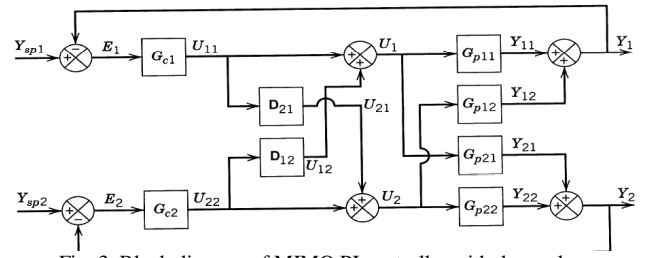 Y_sp1 + − E_1 G_c1 U_11 + + U_1 G_p11 Y_11 + + Y_1
G_p12 Y_12
D_21 U_21
D_12 U_12
G_p21 Y_21
Y_sp2 + − E_2 G_c2 U_22 + + U_2 G_p22 Y_22 + + Y_2